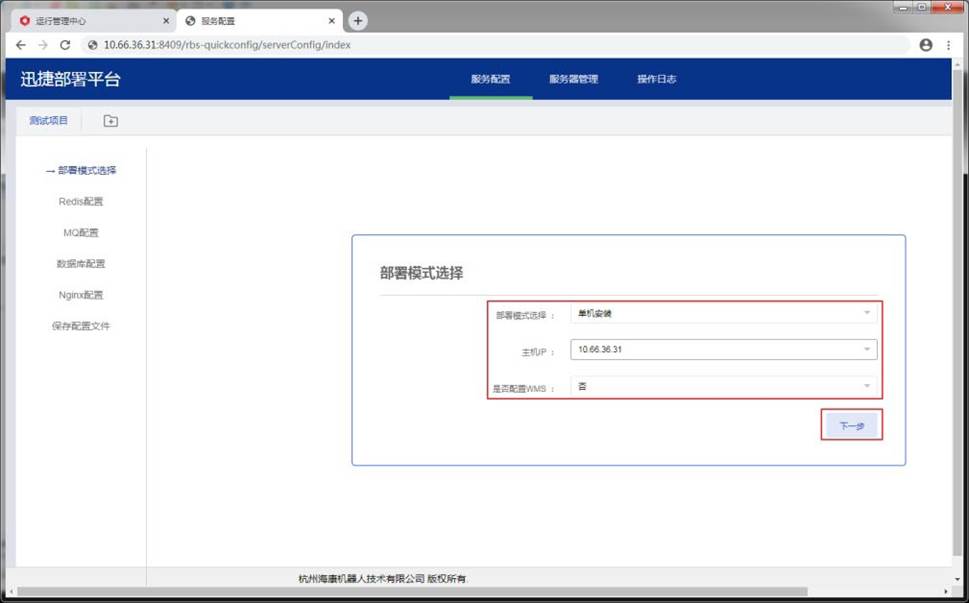 运行管理中心
服务配置
10.66.36.31:8409/rbs-quickconfig/serverConfig/index
迅捷部署平台
服务配置
服务器管理
操作日志
测试项目
→ 部署模式选择
Redis配置
MQ配置
数据库配置
Nginx配置
保存配置文件
部署模式选择
部署模式选择 : 单机安装
主机IP : 10.66.36.31
是否配置WMS : 否
下一步
杭州海康机器人技术有限公司 版权所有.